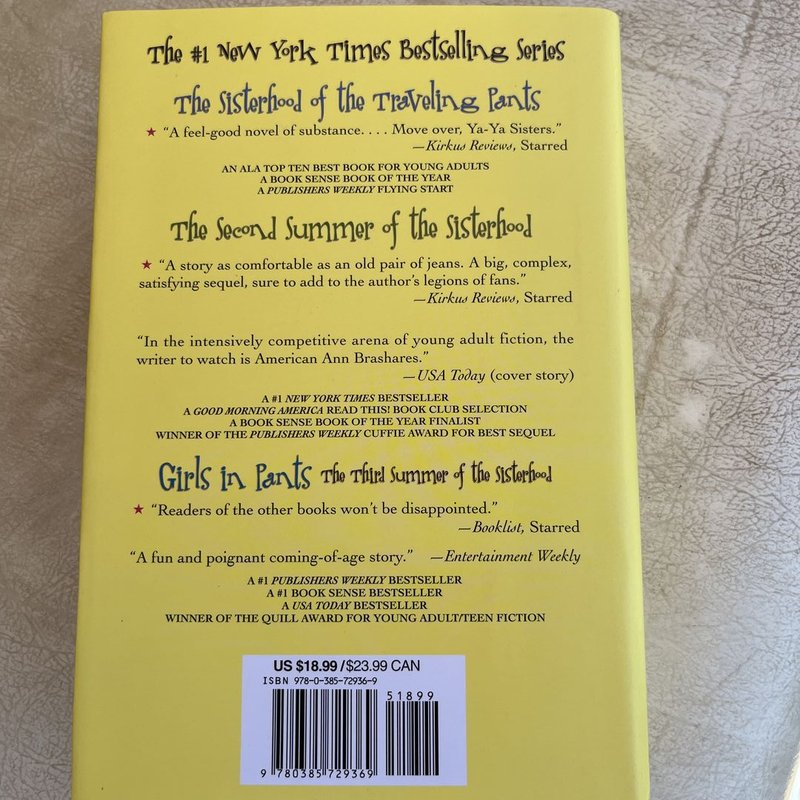 The #1 New York Times Bestselling Series
The Sisterhood of the Traveling Pants
★ “A feel-good novel of substance. . . . Move over, Ya-Ya Sisters.”
—Kirkus Reviews, Starred
AN ALA TOP TEN BEST BOOK FOR YOUNG ADULTS
A BOOK SENSE BOOK OF THE YEAR
A PUBLISHERS WEEKLY FLYING START
The Second Summer of the Sisterhood
★ “A story as comfortable as an old pair of jeans. A big, complex,
satisfying sequel, sure to add to the author’s legions of fans.”
—Kirkus Reviews, Starred
“In the intensively competitive arena of young adult fiction, the
writer to watch is American Ann Brashares.”
—USA Today (cover story)
A #1 NEW YORK TIMES BESTSELLER
A GOOD MORNING AMERICA READ THIS! BOOK CLUB SELECTION
A BOOK SENSE BOOK OF THE YEAR FINALIST
WINNER OF THE PUBLISHERS WEEKLY CUFFIE AWARD FOR BEST SEQUEL
Girls in Pants The Third Summer of the Sisterhood
★ “Readers of the other books won’t be disappointed.”
—Booklist, Starred
“A fun and poignant coming-of-age story.” —Entertainment Weekly
A #1 PUBLISHERS WEEKLY BESTSELLER
A #1 BOOK SENSE BESTSELLER
A USA TODAY BESTSELLER
WINNER OF THE QUILL AWARD FOR YOUNG ADULT/TEEN FICTION
US $18.99 / $23.99 CAN
ISBN 978-0-385-72936-9
51899
9 780385 729369